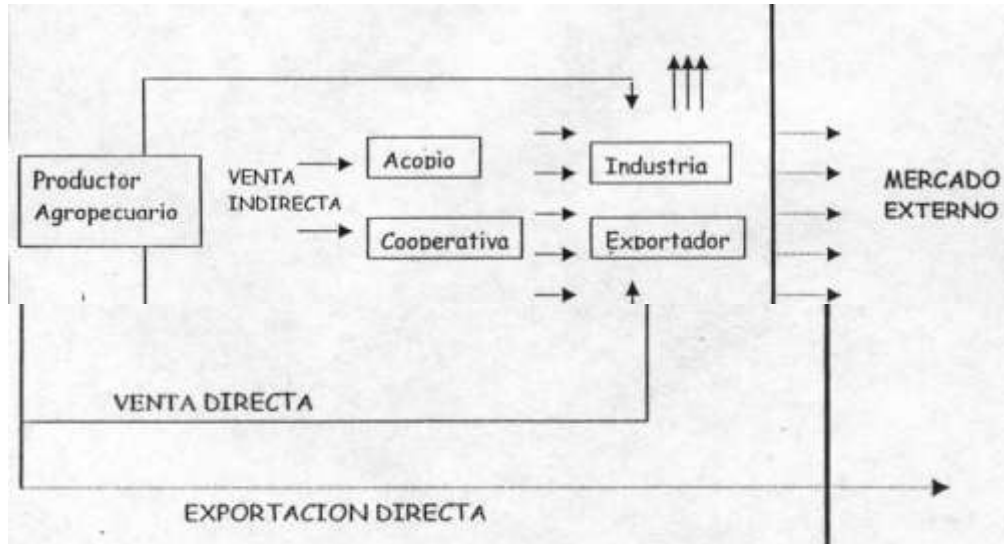 Productor
Agropecuario
VENTA
INDIRECTA
Acopio
Cooperativa
Industria
Exportador
MERCADO
EXTERNO
VENTA DIRECTA
EXPORTACION DIRECTA